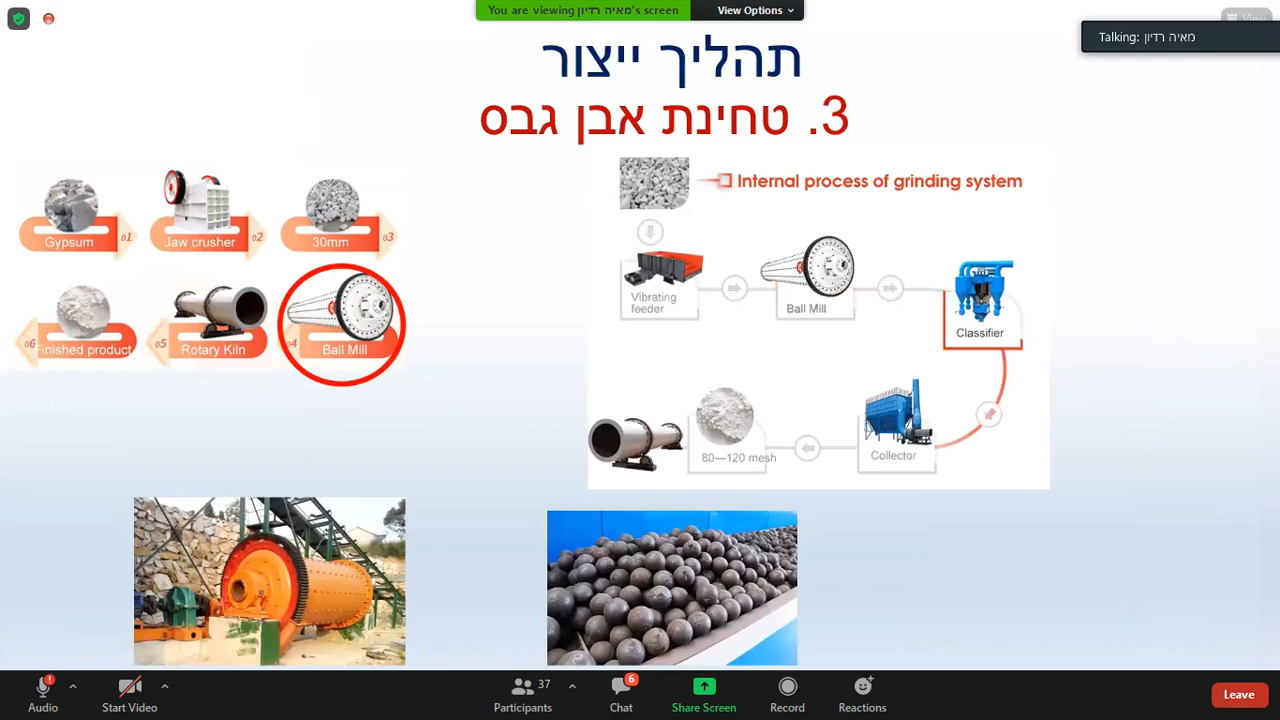 You are viewing מאיה רדיון's screen
View Options
View
Talking: מאיה רדיון
תהליך ייצור
3. טחינת אבן גבס
Gypsum 01
Jaw crusher 02
30mm 03
Ball Mill 04
Rotary Kiln 05
Finished product 06
Internal process of grinding system
Vibrating
feeder
Ball Mill
Classifier
Collector
80—120 mesh
Audio
Start Video
Participants 37
Chat 6
Share Screen
Record
Reactions
Leave